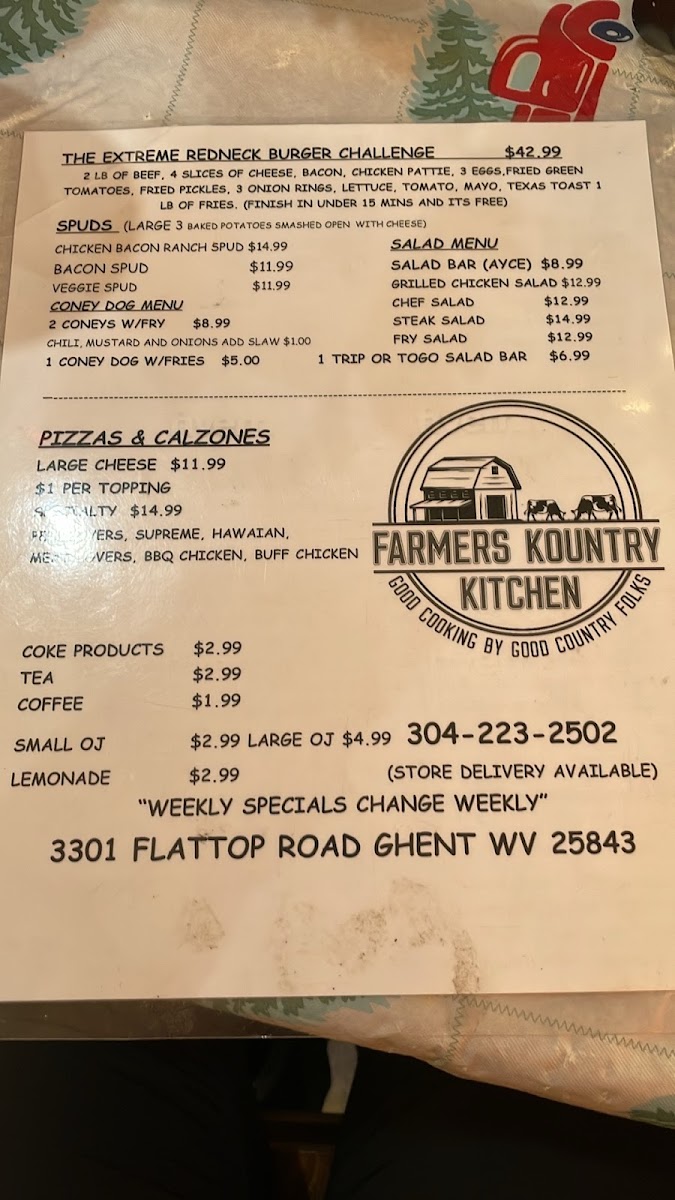 THE EXTREME REDNECK BURGER CHALLENGE $42.99
2 LB OF BEEF, 4 SLICES OF CHEESE, BACON, CHICKEN PATTIE, 3 EGGS,FRIED GREEN
TOMATOES, FRIED PICKLES, 3 ONION RINGS, LETTUCE, TOMATO, MAYO, TEXAS TOAST 1
LB OF FRIES. (FINISH IN UNDER 15 MINS AND ITS FREE)
SPUDS (LARGE 3 BAKED POTATOES SMASHED OPEN WITH CHEESE)
CHICKEN BACON RANCH SPUD $14.99
BACON SPUD $11.99
VEGGIE SPUD $11.99
CONEY DOG MENU
2 CONEYS W/FRY $8.99
CHILI, MUSTARD AND ONIONS ADD SLAW $1.00
1 CONEY DOG W/FRIES $5.00
SALAD MENU
SALAD BAR (AYCE) $8.99
GRILLED CHICKEN SALAD $12.99
CHEF SALAD $12.99
STEAK SALAD $14.99
FRY SALAD $12.99
1 TRIP OR TOGO SALAD BAR $6.99
PIZZAS & CALZONES
LARGE CHEESE $11.99
$1 PER TOPPING
$14.99
SUPREME, HAWAIAN,
BBQ CHICKEN, BUFF CHICKEN
FARMERS KOUNTRY
KITCHEN
GOOD COOKING BY GOOD COUNTRY FOLKS
COKE PRODUCTS $2.99
TEA $2.99
COFFEE $1.99
SMALL OJ $2.99 LARGE OJ $4.99
LEMONADE $2.99
304-223-2502
(STORE DELIVERY AVAILABLE)
"WEEKLY SPECIALS CHANGE WEEKLY"
3301 FLATTOP ROAD GHENT WV 25843